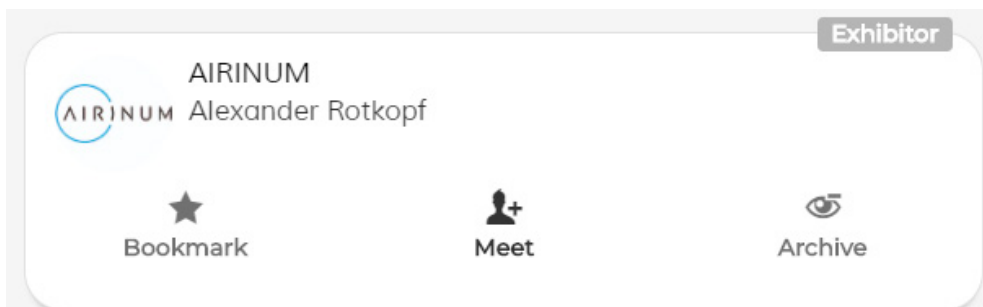 Exhibitor
AIRINUM
AIRINUM
Alexander Rotkopf
Bookmark
Meet
Archive